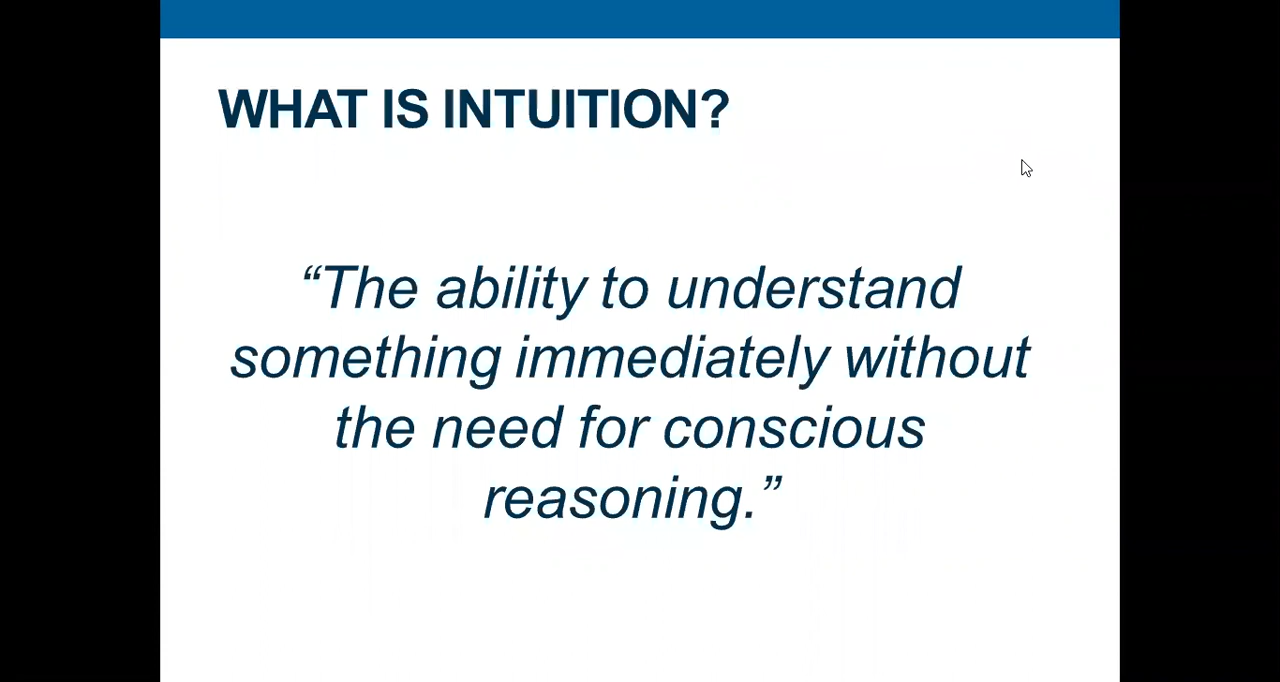 WHAT IS INTUITION?
“The ability to understand
something immediately without
the need for conscious
reasoning.”